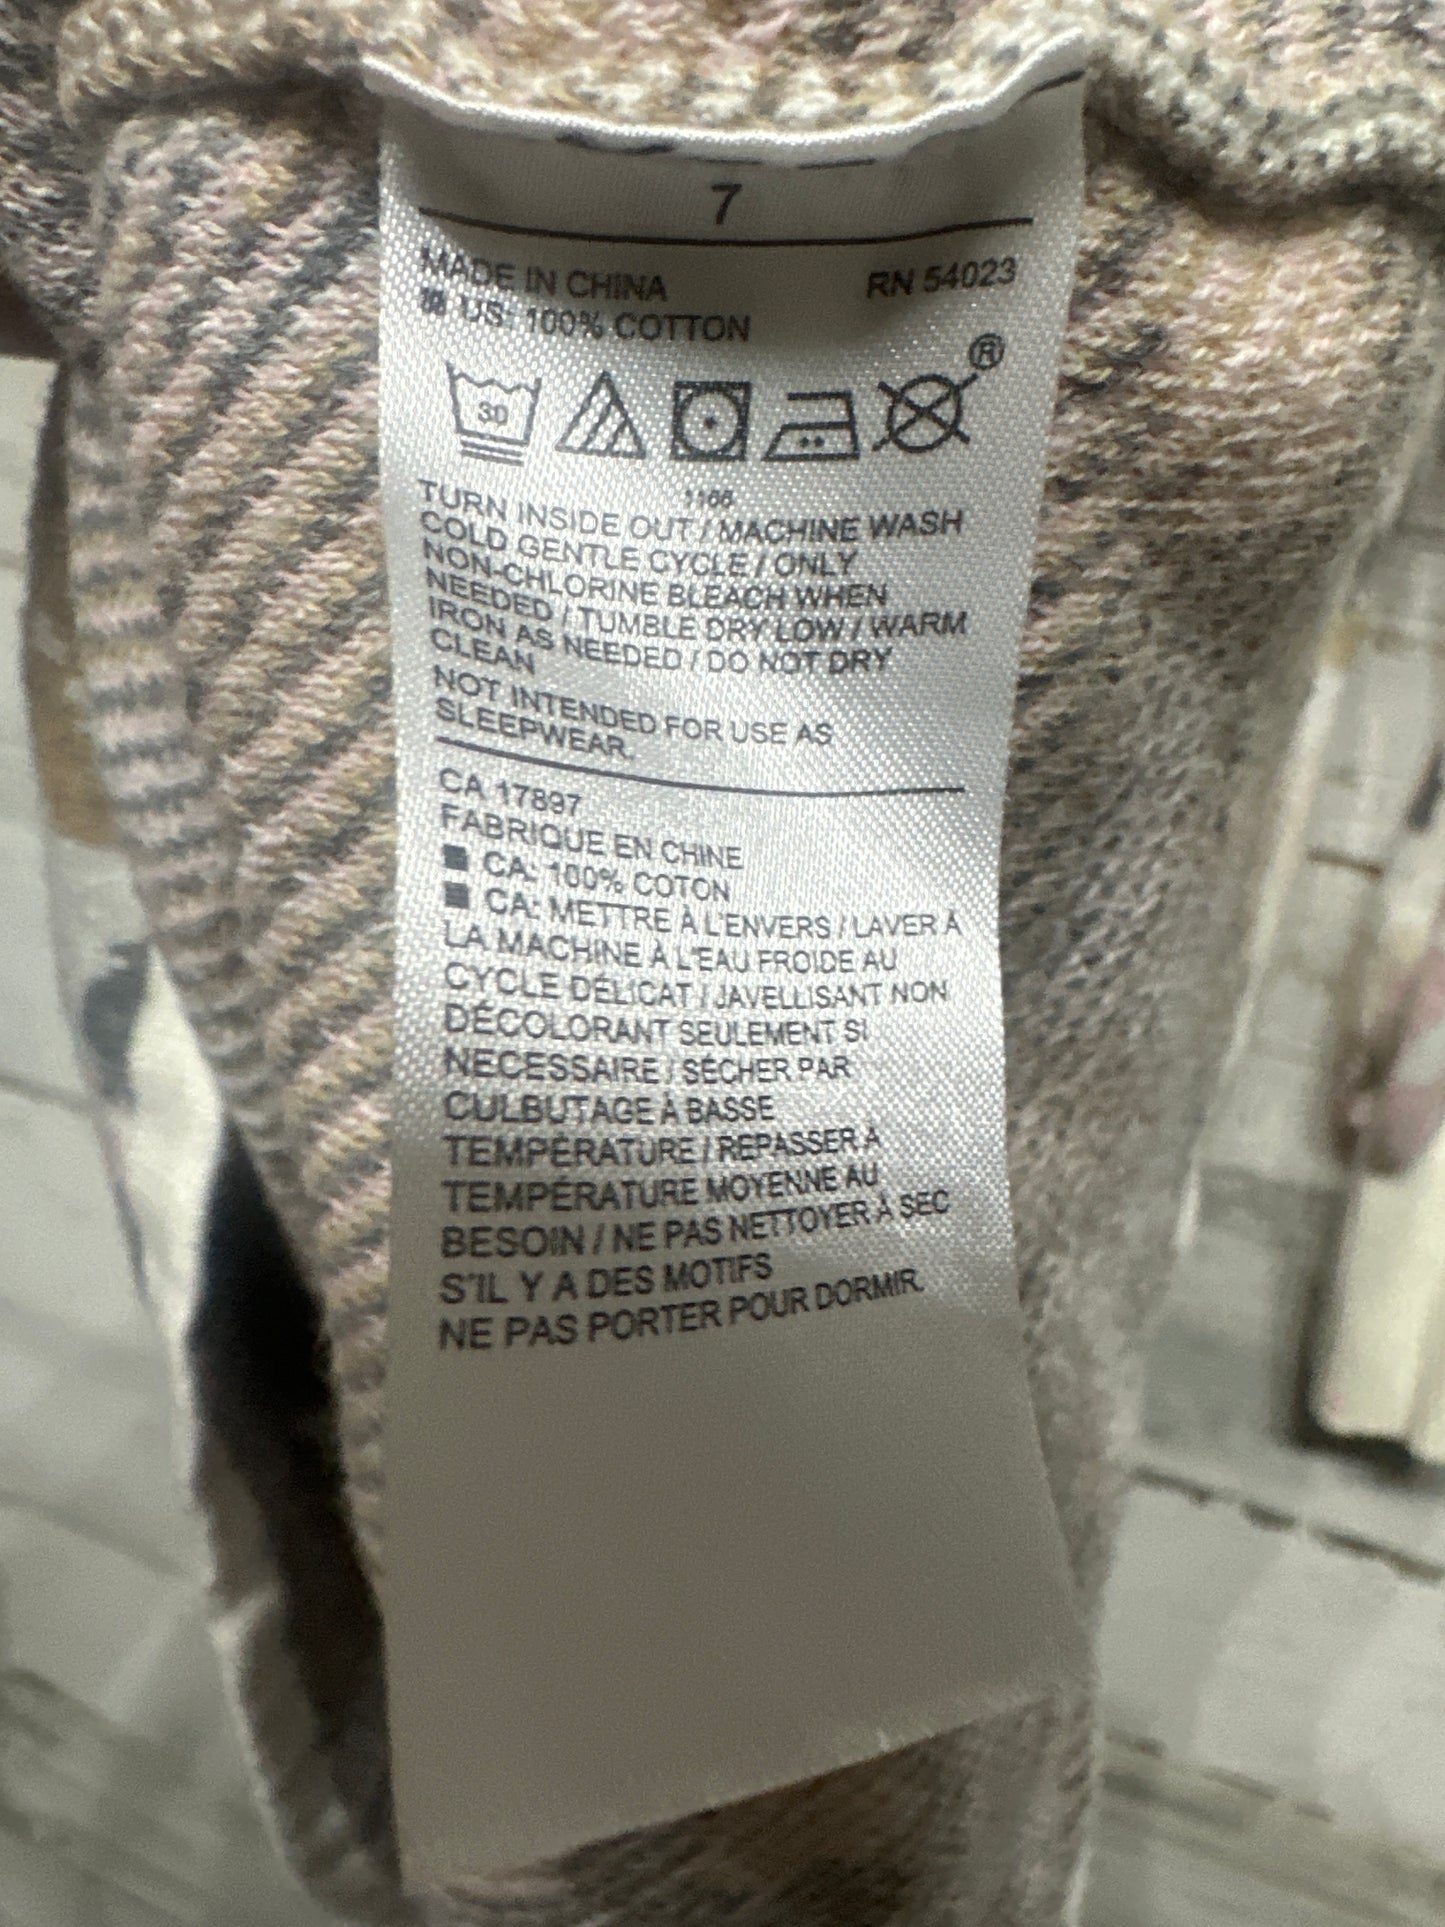 7
MADE IN CHINA RN 54023
US: 100% COTTON
30
®
1166
TURN INSIDE OUT / MACHINE WASH
COLD GENTLE CYCLE / ONLY
NON-CHLORINE BLEACH WHEN
NEEDED / TUMBLE DRY LOW / WARM
IRON AS NEEDED / DO NOT DRY
CLEAN
NOT INTENDED FOR USE AS
SLEEPWEAR.
CA 17897
FABRIQUE EN CHINE
CA: 100% COTON
CA: METTRE À L'ENVERS / LAVER À
LA MACHINE À L'EAU FROIDE AU
CYCLE DÉLICAT / JAVELLISANT NON
DÉCOLORANT SEULEMENT SI
NECESSAIRE / SÉCHER PAR
CULBUTAGE À BASSE
TEMPÉRATURE / REPASSER À
TEMPÉRATURE MOYENNE AU
BESOIN / NE PAS NETTOYER À SEC
S'IL Y A DES MOTIFS
NE PAS PORTER POUR DORMIR.